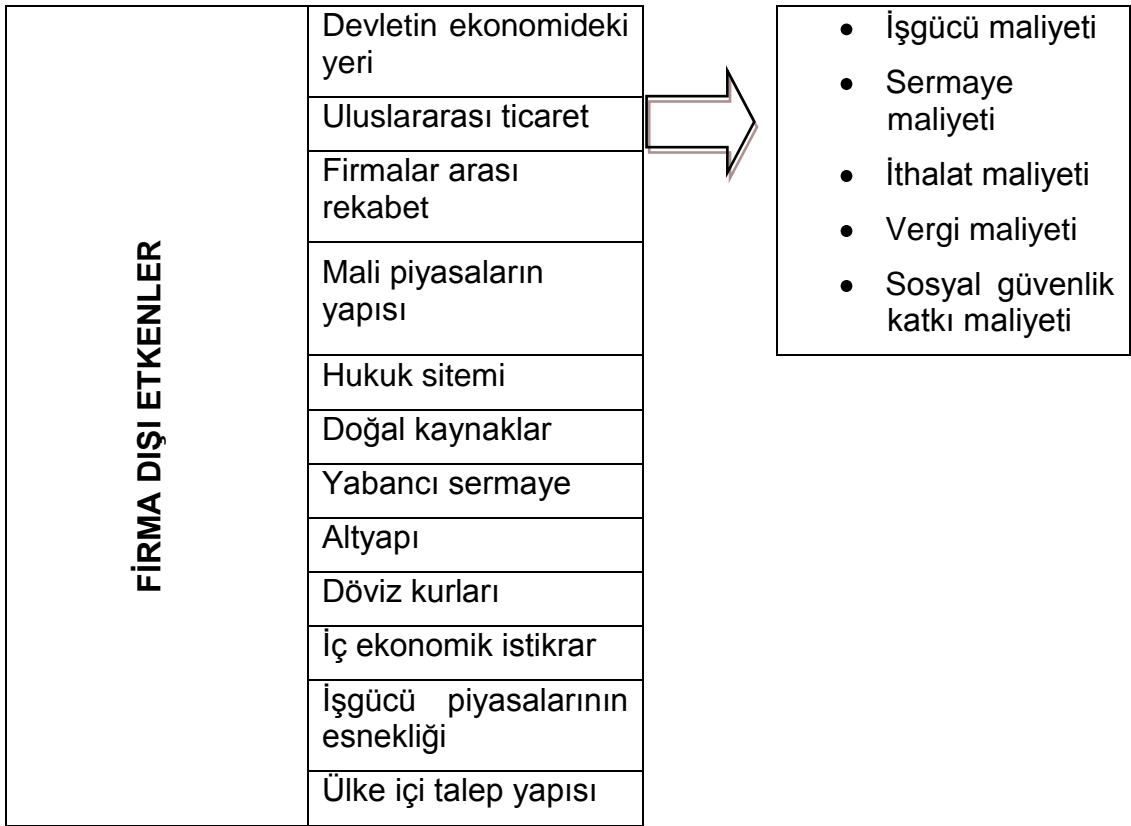 FİRMA DIŞI ETKENLER
Devletin ekonomideki
yeri
Uluslararası ticaret
Firmalar arası
rekabet
Mali piyasaların
yapısı
Hukuk sitemi
Doğal kaynaklar
Yabancı sermaye
Altyapı
Döviz kurları
İç ekonomik istikrar
İşgücü piyasalarının
esnekliği
Ülke içi talep yapısı
• İşgücü maliyeti
• Sermaye
maliyeti
• İthalat maliyeti
• Vergi maliyeti
• Sosyal güvenlik
katkı maliyeti